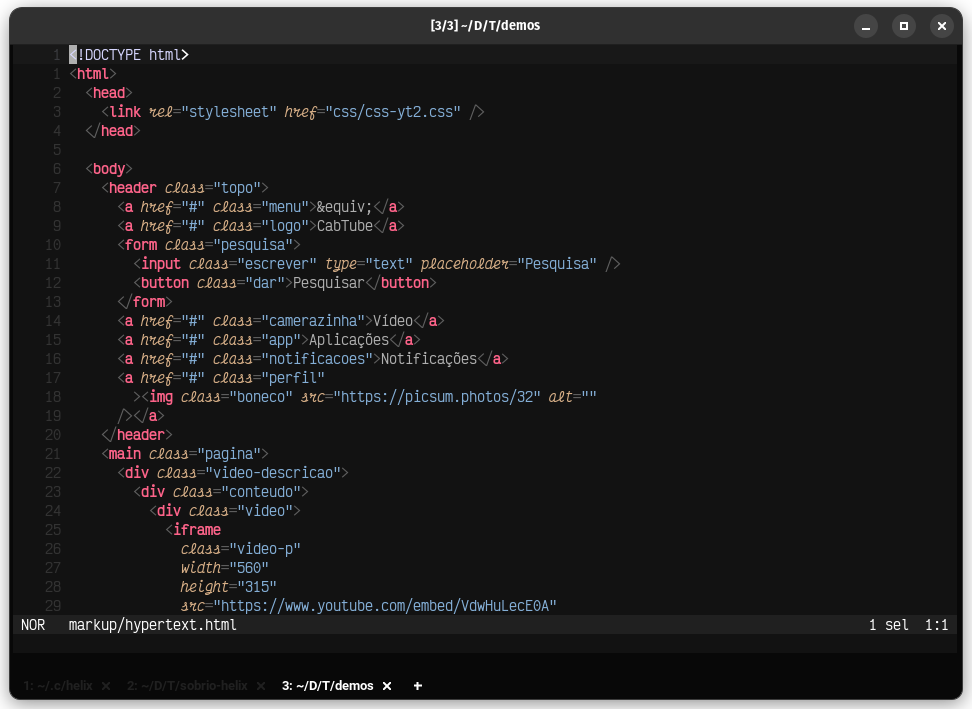 [3/3] ~/D/T/demos
1 <!DOCTYPE html>
1 <html>
2   <head>
3     <link rel="stylesheet" href="css/css-yt2.css" />
4   </head>
5
6   <body>
7     <header class="topo">
8       <a href="#" class="menu">&equiv;</a>
9       <a href="#" class="logo">CabTube</a>
10       <form class="pesquisa">
11         <input class="escrever" type="text" placeholder="Pesquisa" />
12         <button class="dar">Pesquisar</button>
13       </form>
14       <a href="#" class="camerazinha">Vídeo</a>
15       <a href="#" class="app">Aplicações</a>
16       <a href="#" class="notificacoes">Notificações</a>
17       <a href="#" class="perfil"
18         ><img class="boneco" src="https://picsum.photos/32" alt=""
19       /></a>
20     </header>
21     <main class="pagina">
22       <div class="video-descricao">
23         <div class="conteudo">
24           <div class="video">
25             <iframe
26               class="video-p"
27               width="560"
28               height="315"
29               src="https://www.youtube.com/embed/VdwHuLecE0A"
NOR markup/hypertext.html 1 sel 1:1
1: ~/.c/helix 2: ~/D/T/sobrio-helix 3: ~/D/T/demos